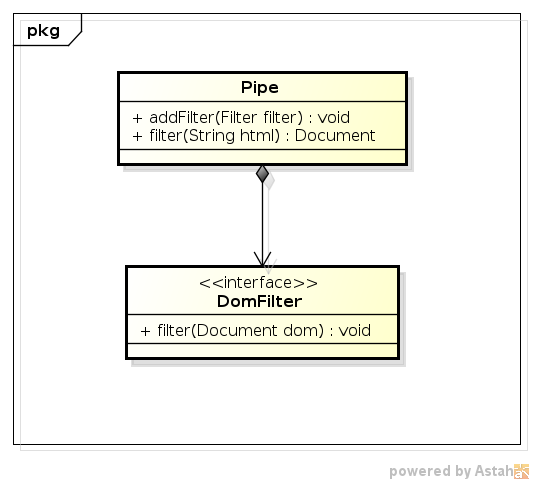 pkg
Pipe
+ addFilter(Filter filter) : void
+ filter(String html) : Document
<<interface>>
DomFilter
+ filter(Document dom) : void
powered by Astah